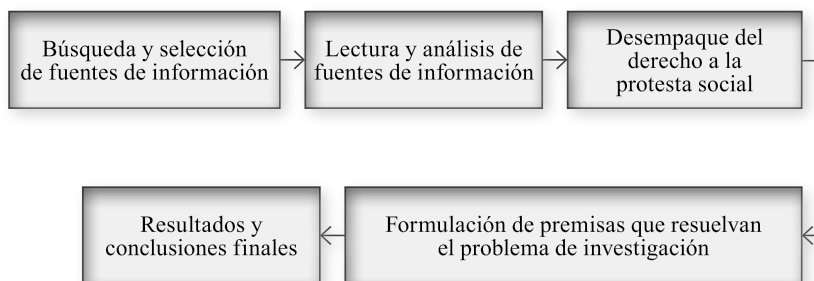 Búsqueda y selección
de fuentes de información
Lectura y análisis de
fuentes de información
Desempaque del
derecho a la
protesta social
Formulación de premisas que resuelvan
el problema de investigación
Resultados y
conclusiones finales